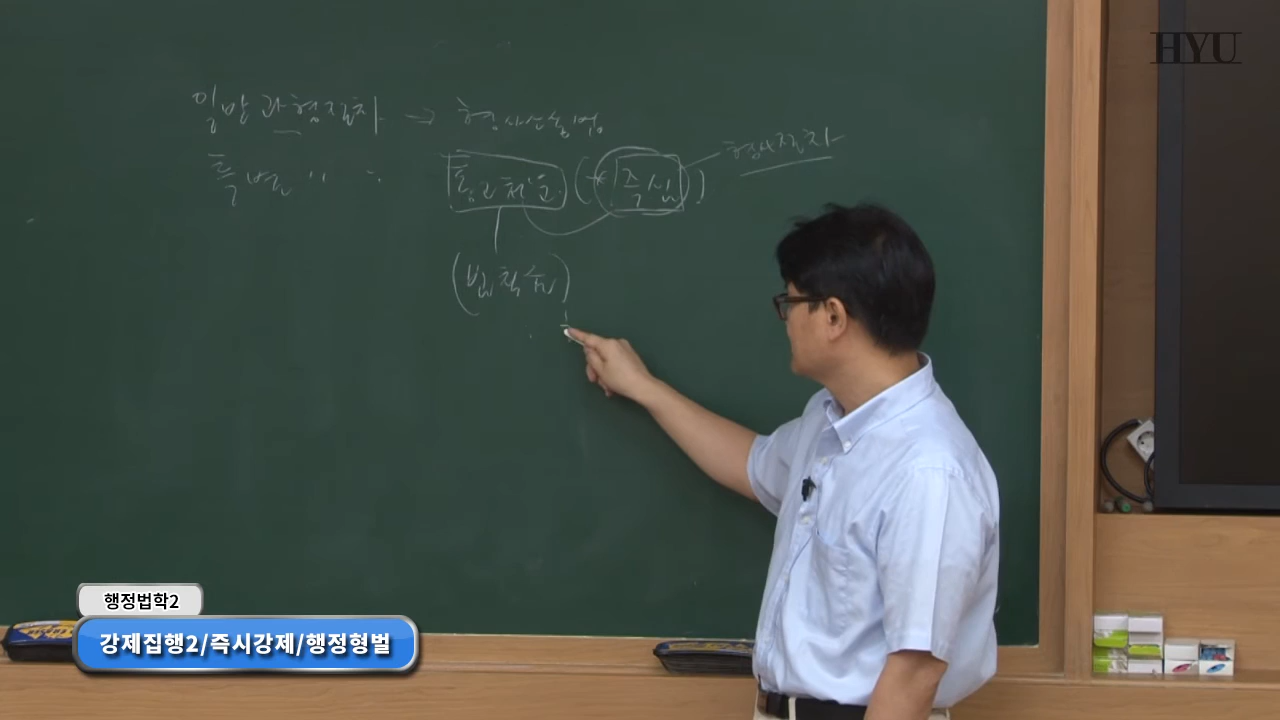 HYU
일반과형절차 → 형사소송법
특별 〃 :
통고처분 (* 즉심) 형사절차
(범칙금)
행정법학2
강제집행2/즉시강제/행정형벌